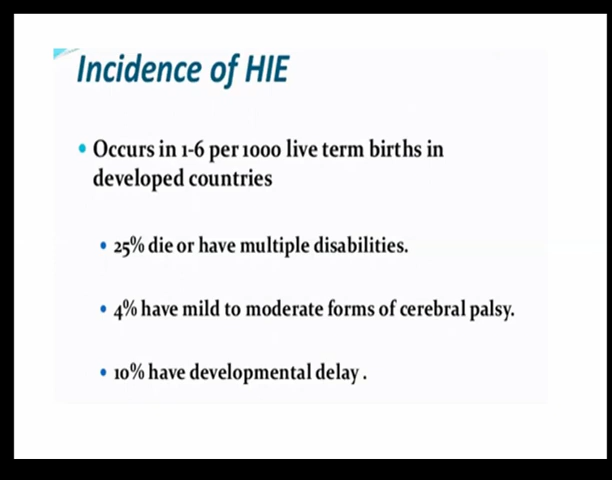 Incidence of HIE
• Occurs in 1-6 per 1000 live term births in
developed countries
• 25% die or have multiple disabilities.
• 4% have mild to moderate forms of cerebral palsy.
• 10% have developmental delay .